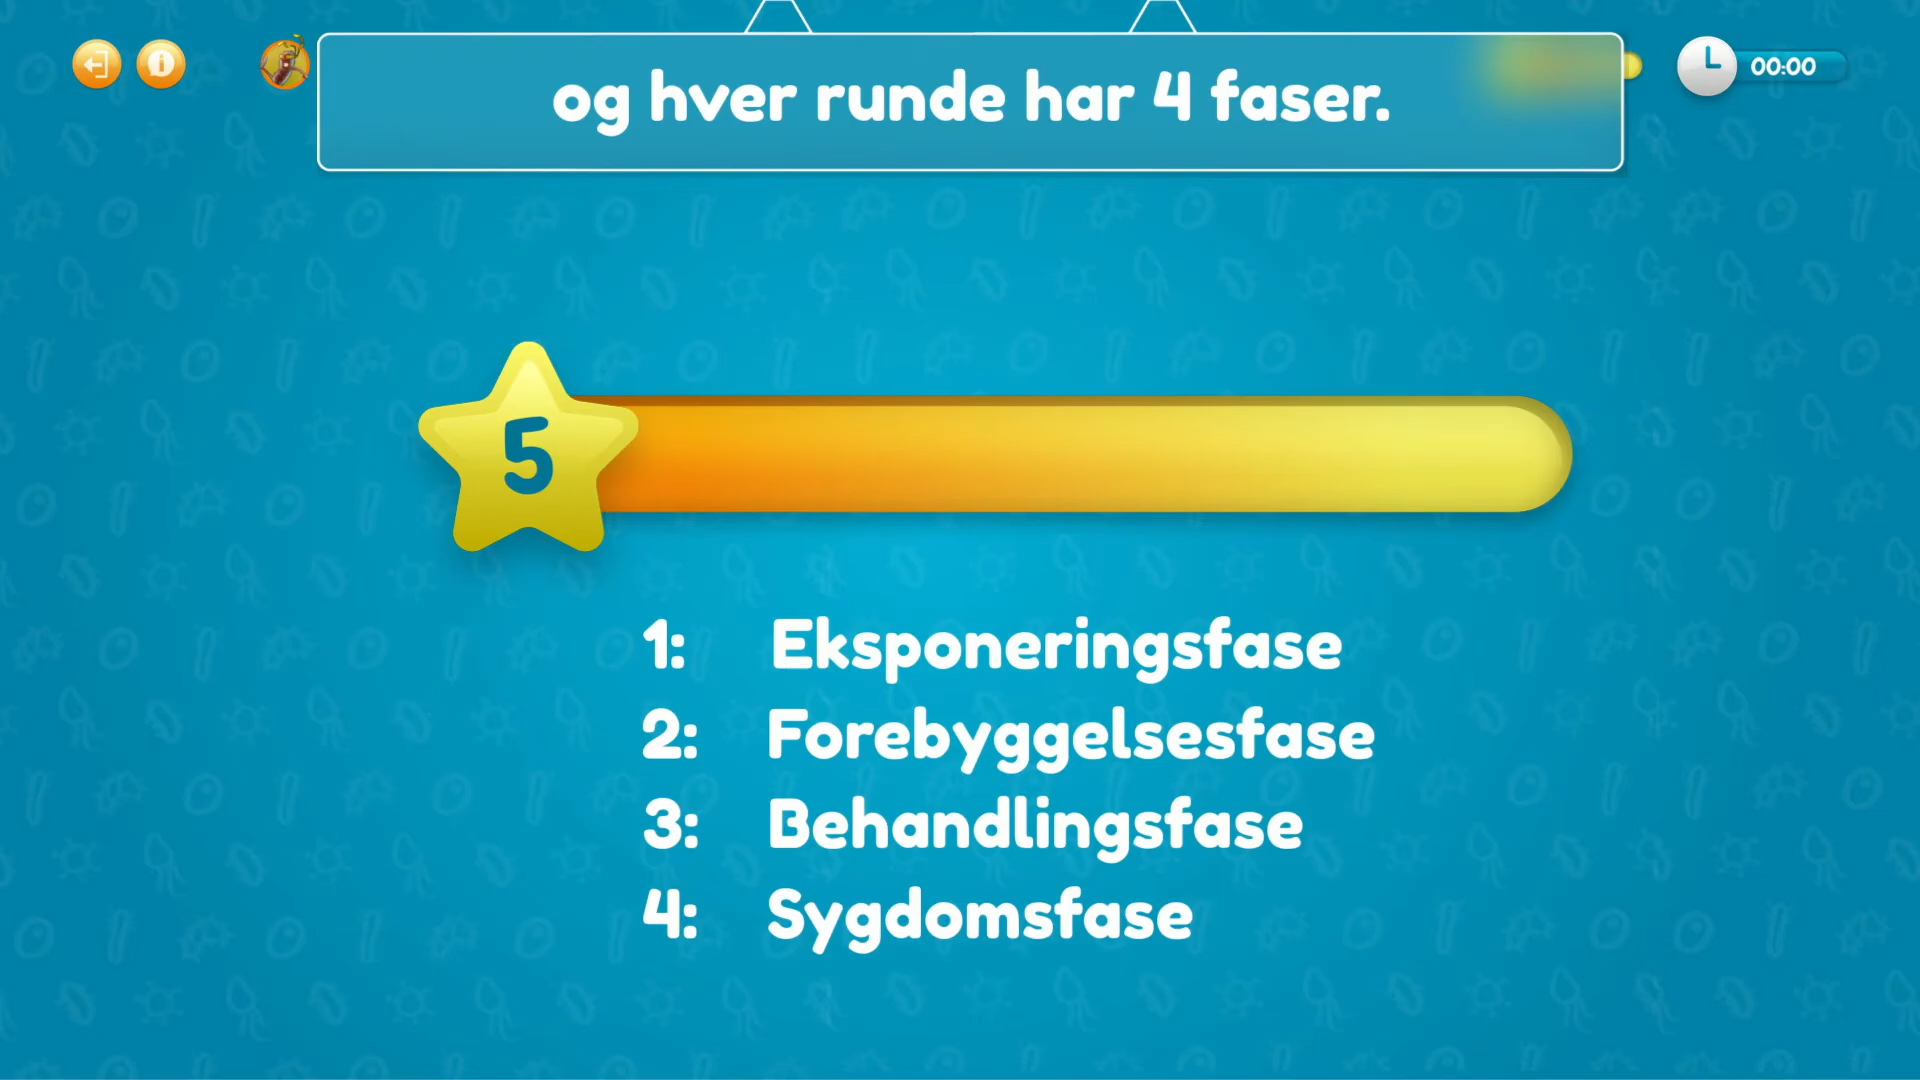 og hver runde har 4 faser.
00:00
5
1: Eksponeringsfase
2: Forebyggelsesfase
3: Behandlingsfase
4: Sygdomsfase